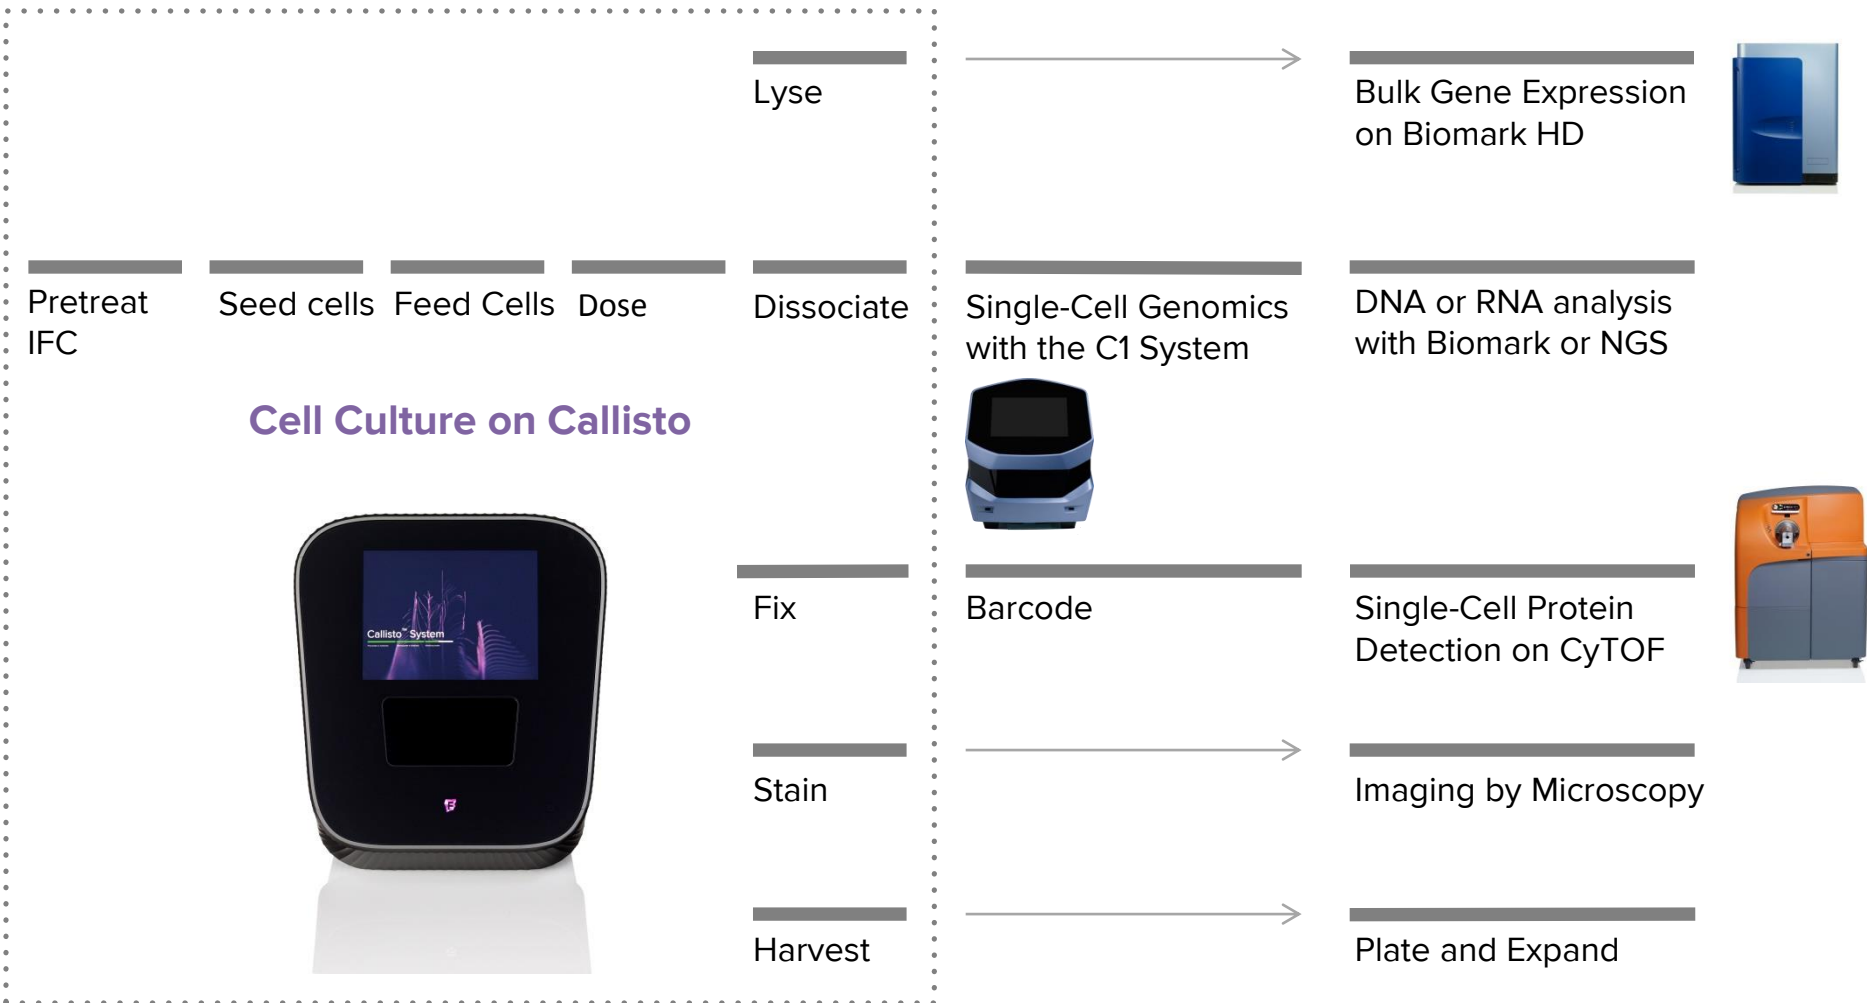 Lyse
Bulk Gene Expression
on Biomark HD
Pretreat
IFC
Seed cells
Feed Cells
Dose
Dissociate
Single-Cell Genomics
with the C1 System
DNA or RNA analysis
with Biomark or NGS
Cell Culture on Callisto
Callisto™ System
Fix
Barcode
Single-Cell Protein
Detection on CyTOF
Stain
Imaging by Microscopy
Harvest
Plate and Expand